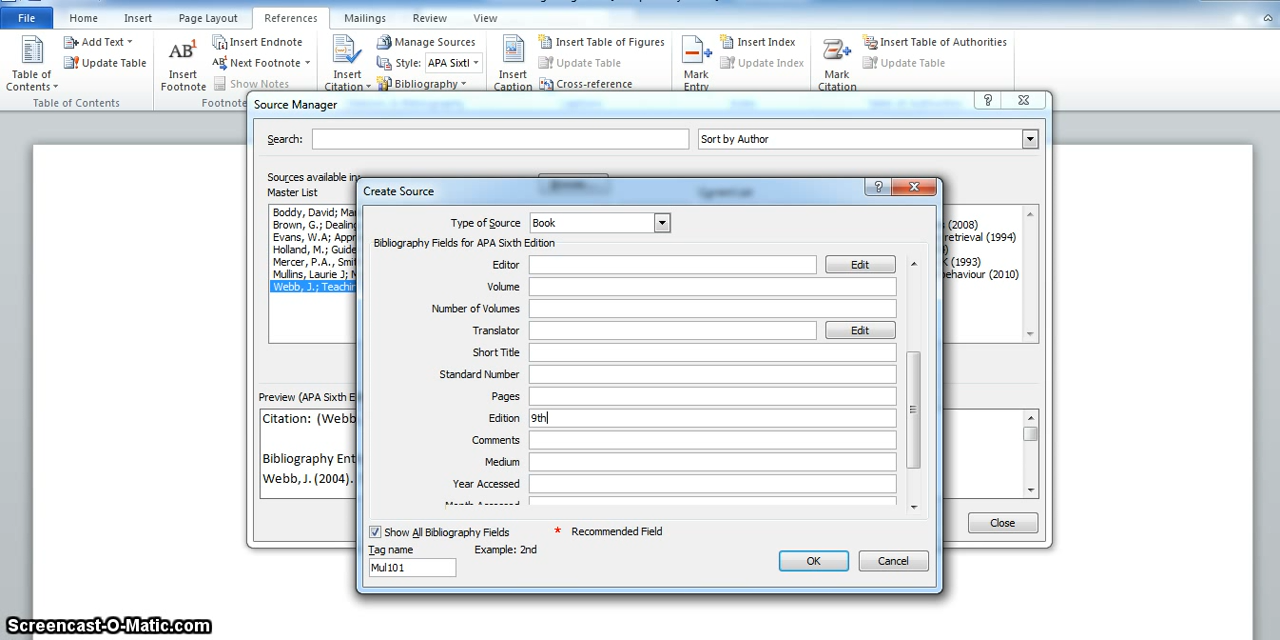 File Home Insert Page Layout References Mailings Review View
Table of Contents
Add Text
Update Ta
Table of Contents
AB1
Insert Footnote
Insert Endnote
Next Footnote
Show Notes
Footno
Insert Citation
Manage Sources
Style: APA Sixtl
Bibliography
Insert Caption
Insert Table of Figures
Update Table
Cross-reference
Mark Entry
Insert Index
Update Index
Mark Citation
Insert Table of Authorities
Update Table
Source Manager
Search:
Sort by Author
Sources available in:
Master List
Boddy, David; Ma
Brown, G.; Dealing
Evans, W.A; Appr
Holland, M.; Guide
Mercer, P.A., Smit
Mullins, Laurie J; M
Webb, J.; Teachin
(2008)
retrieval (1994)
K (1993)
ehaviour (2010)
Preview (APA Sixth E
Citation: (Webb
Bibliography Ent
Webb, J. (2004).
Close
Create Source
Type of Source Book
Bibliography Fields for APA Sixth Edition
Editor Edit
Volume
Number of Volumes
Translator Edit
Short Title
Standard Number
Pages
Edition 9th
Comments
Medium
Year Accessed
Month Accessed
Show All Bibliography Fields * Recommended Field
Tag name Example: 2nd
Mul101
OK Cancel
Screencast-O-Matic.com